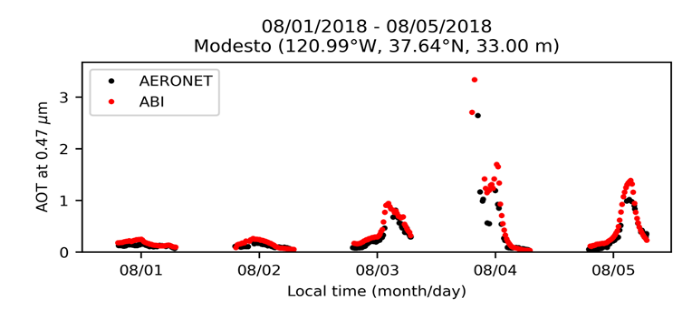 08/01/2018 - 08/05/2018
Modesto (120.99°W, 37.64°N, 33.00 m)
AERONET
ABI
AOT at 0.47 μm
3
2
1
0
08/01 08/02 08/03 08/04 08/05
Local time (month/day)